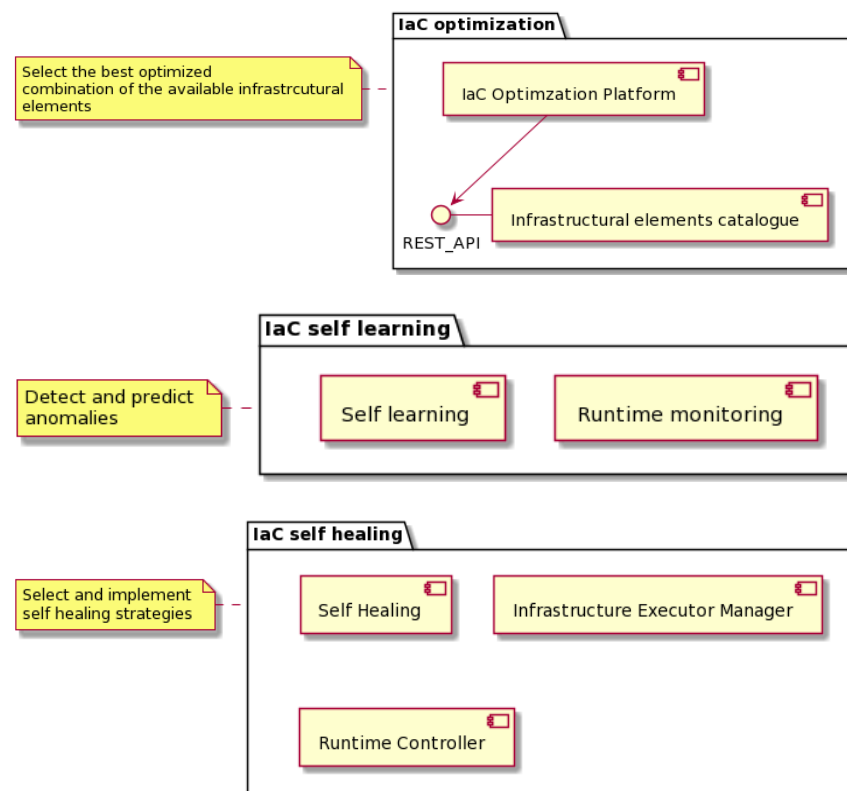 IaC optimization
Select the best optimized
combination of the available infrastrcutural
elements
IaC Optimzation Platform
Infrastructural elements catalogue
REST_API
IaC self learning
Detect and predict
anomalies
Self learning
Runtime monitoring
IaC self healing
Select and implement
self healing strategies
Self Healing
Infrastructure Executor Manager
Runtime Controller